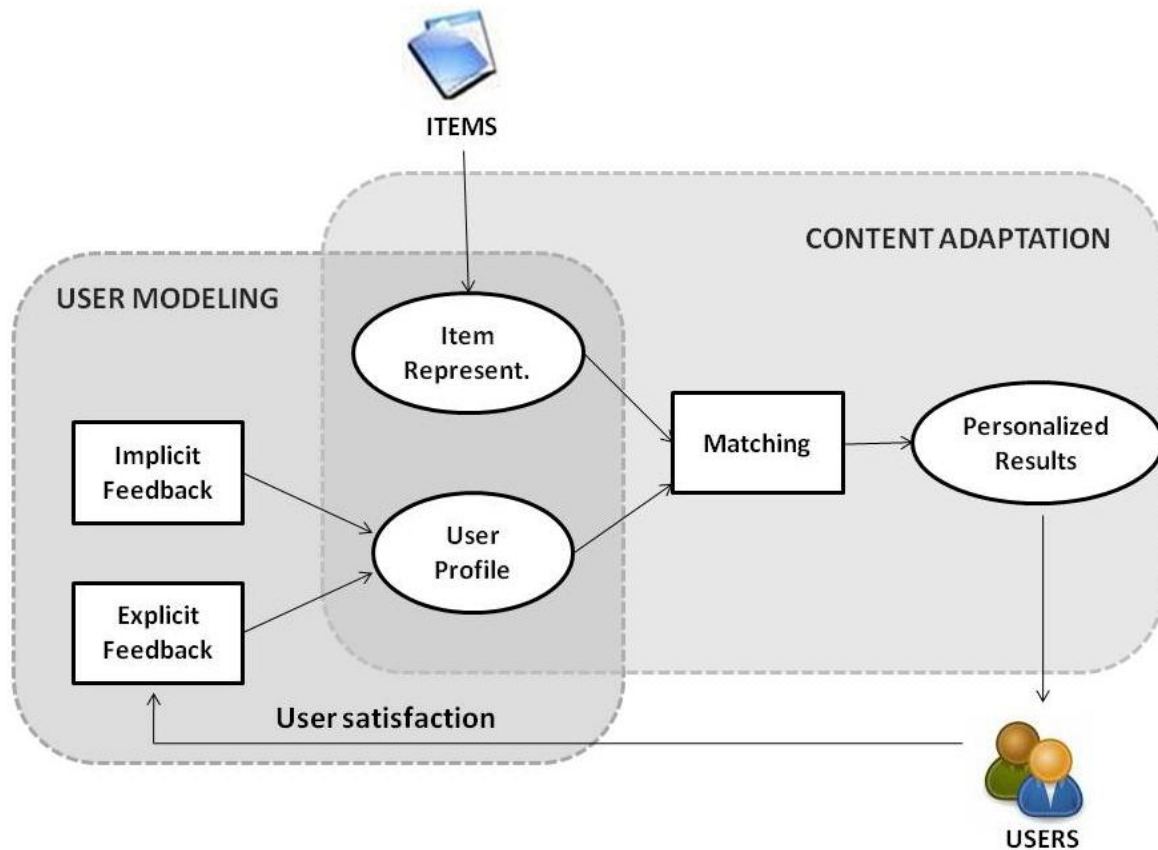 ITEMS
CONTENT ADAPTATION
USER MODELING
Item
Represent.
Implicit
Feedback
Matching
Personalized
Results
User
Profile
Explicit
Feedback
User satisfaction
USERS